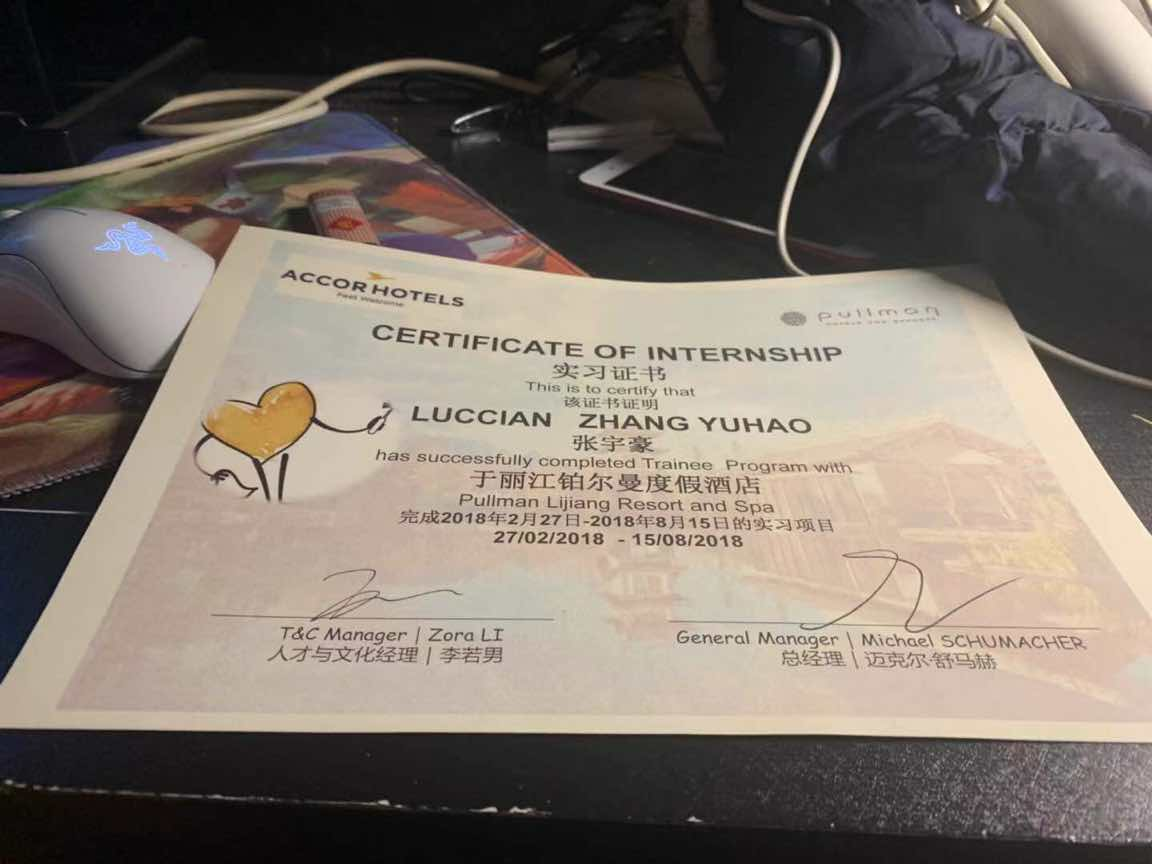 ACCOR HOTELS
Feel Welcome
pullman
CERTIFICATE OF INTERNSHIP
实习证书
This is to certify that
该证书证明
LUCCIAN ZHANG YUHAO
张宇豪
has successfully completed Trainee Program with
于丽江铂尔曼度假酒店
Pullman Lijiang Resort and Spa
完成2018年2月27日-2018年8月15日的实习项目
27/02/2018 - 15/08/2018
T&C Manager | Zora LI
人才与文化经理 | 李若男
General Manager | Michael SCHUMACHER
总经理 | 迈克尔·舒马赫